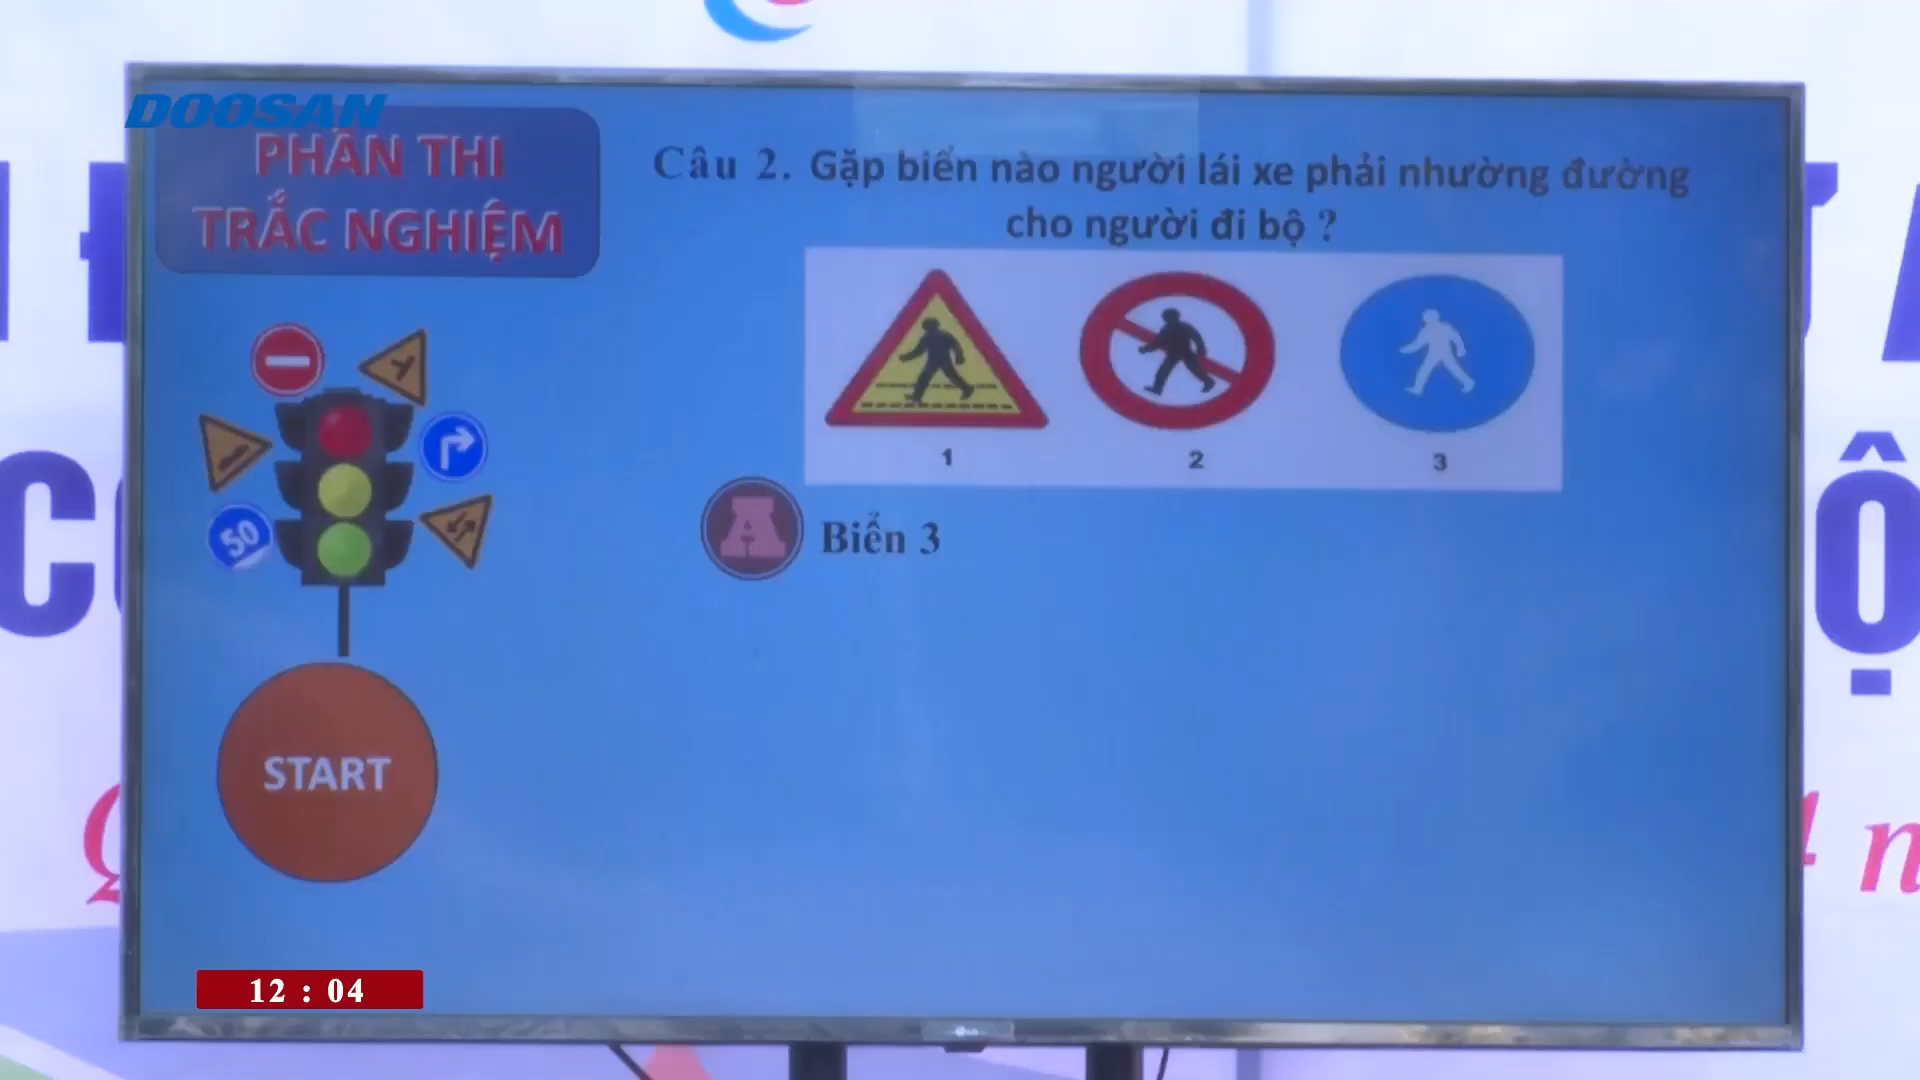 DOOSAN
PHẦN THI
TRẮC NGHIỆM
Câu 2. Gặp biển nào người lái xe phải nhường đường
cho người đi bộ ?
1
2
3
50
A
Biển 3
START
12 : 04